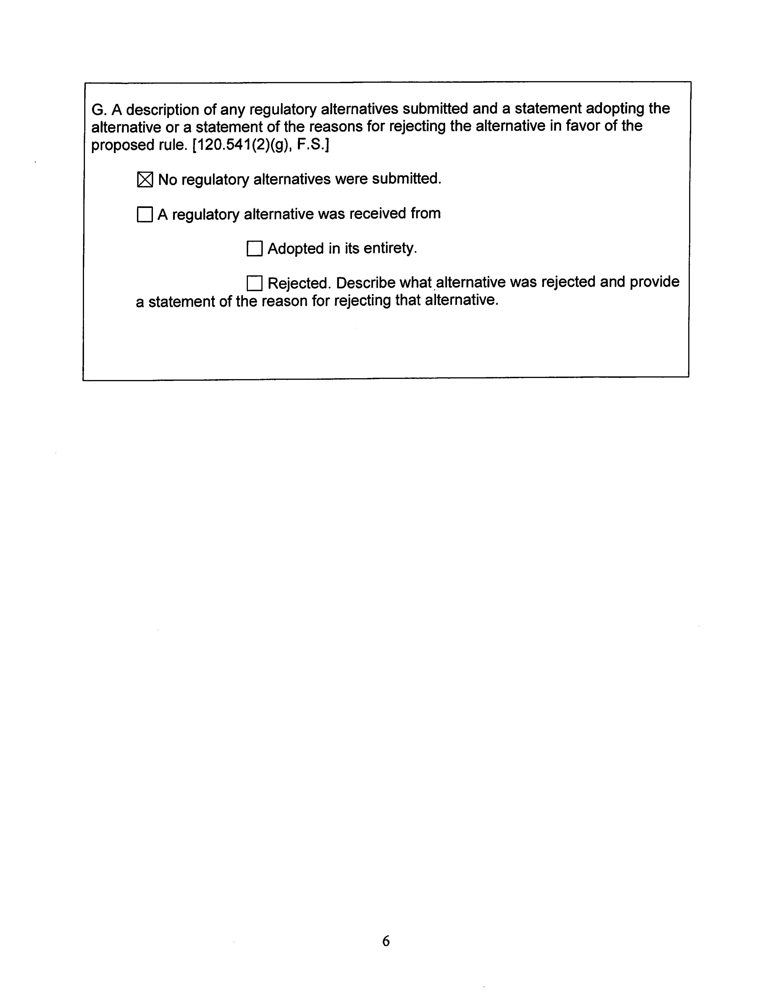 G. A description of any regulatory alternatives submitted and a statement adopting the
alternative or a statement of the reasons for rejecting the alternative in favor of the
proposed rule. [120.541(2)(g), F.S.]
☒ No regulatory alternatives were submitted.
☐ A regulatory alternative was received from
☐ Adopted in its entirety.
☐ Rejected. Describe what alternative was rejected and provide
a statement of the reason for rejecting that alternative.
6